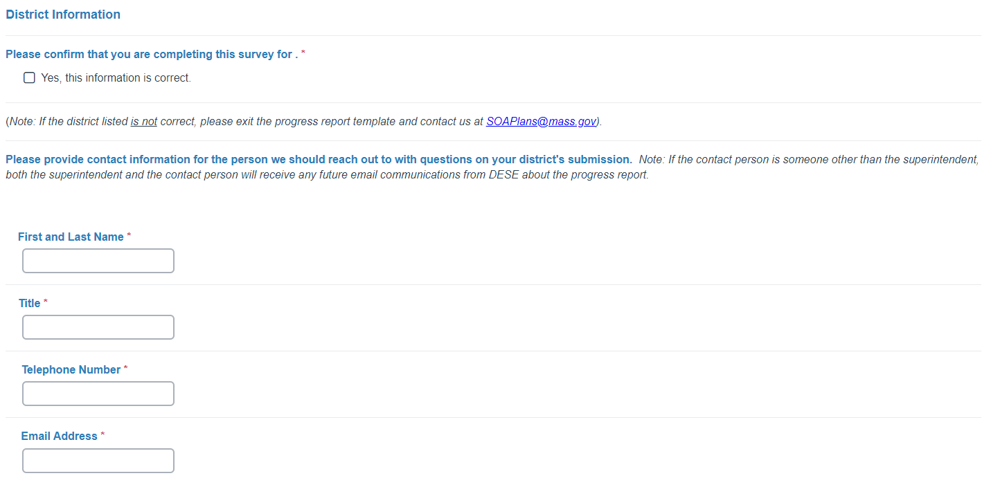 District Information
Please confirm that you are completing this survey for . *
Yes, this information is correct.
(Note: If the district listed is not correct, please exit the progress report template and contact us at SOAPlans@mass.gov).
Please provide contact information for the person we should reach out to with questions on your district's submission. Note: If the contact person is someone other than the superintendent,
both the superintendent and the contact person will receive any future email communications from DESE about the progress report.
First and Last Name *
Title *
Telephone Number *
Email Address *